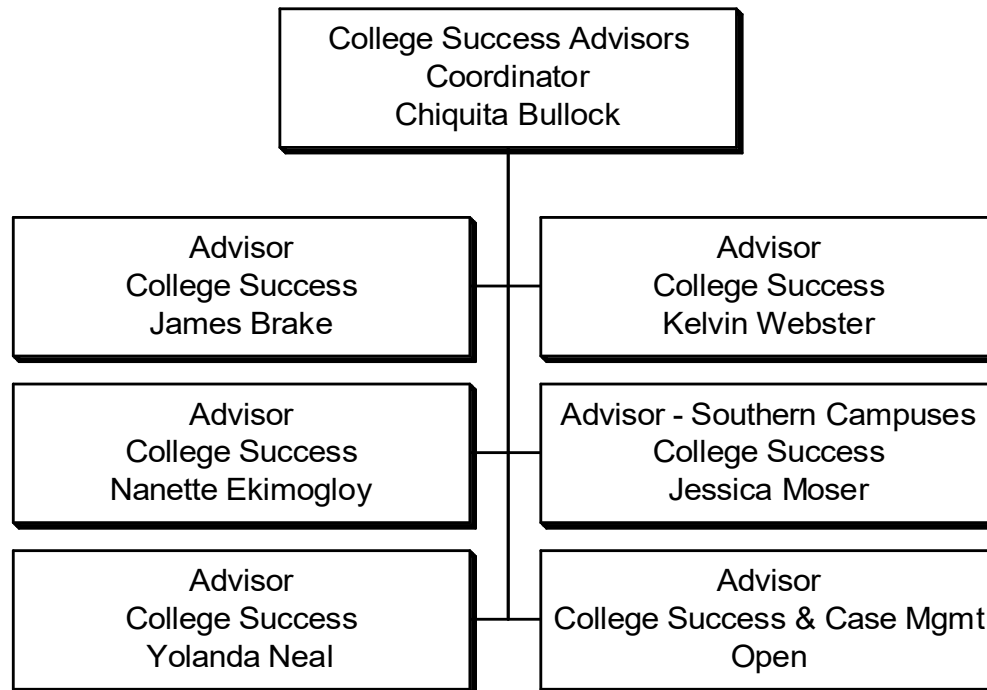 College Success Advisors
Coordinator
Chiquita Bullock
Advisor
College Success
James Brake
Advisor
College Success
Kelvin Webster
Advisor
College Success
Nanette Ekimogloy
Advisor - Southern Campuses
College Success
Jessica Moser
Advisor
College Success
Yolanda Neal
Advisor
College Success & Case Mgmt
Open